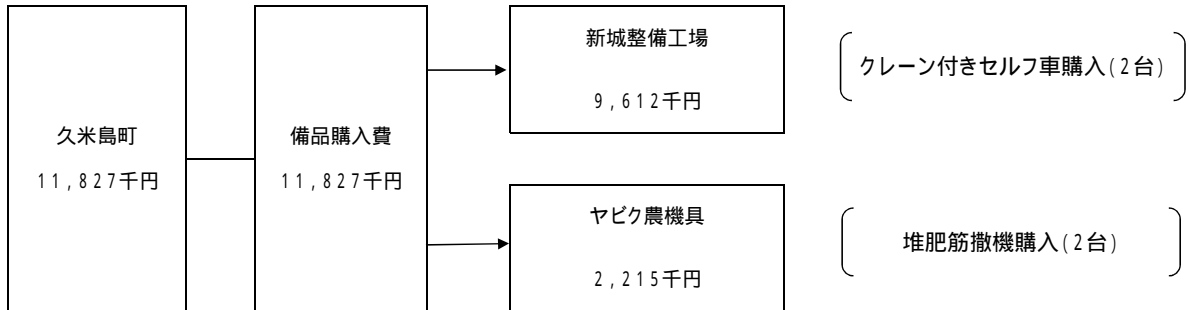 久米島町
11,827千円
備品購入費
11,827千円
新城整備工場
9,612千円
クレーン付きセルフ車購入(2台)
ヤビク農機具
2,215千円
堆肥筋撒機購入(2台)